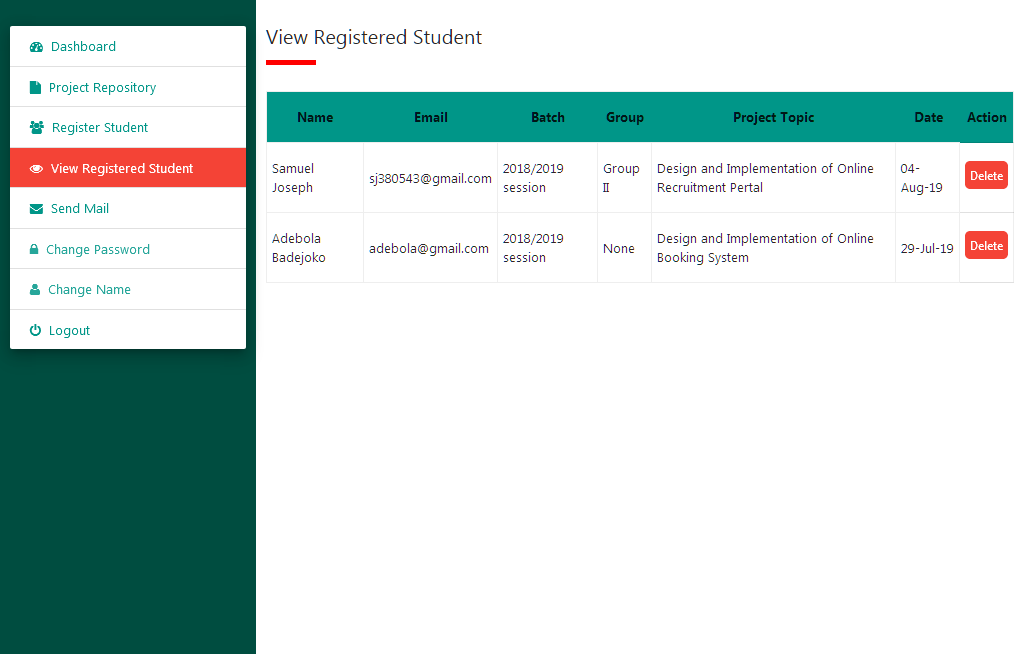 Dashboard
Project Repository
Register Student
View Registered Student
Send Mail
Change Password
Change Name
Logout
View Registered Student
Name Email Batch Group Project Topic Date Action
Samuel Joseph sj380543@gmail.com 2018/2019 session Group II Design and Implementation of Online Recruitment Portal 04-Aug-19 Delete
Adebola Badejoko adebola@gmail.com 2018/2019 session None Design and Implementation of Online Booking System 29-Jul-19 Delete